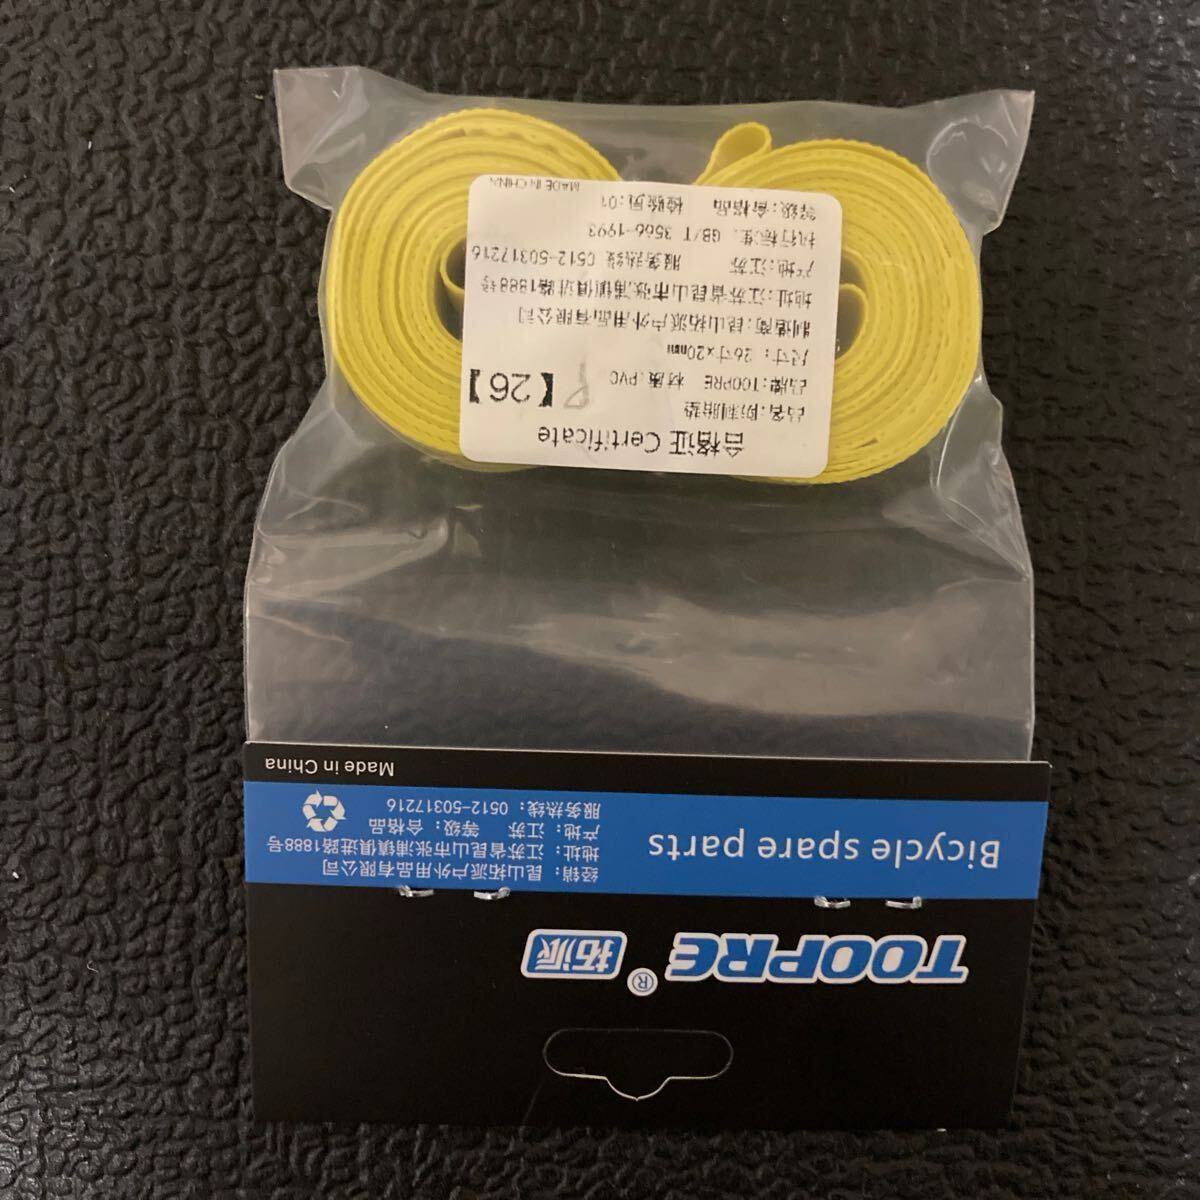 TOOPRE® 拓派
Bicycle spare parts
经销：昆山拓派户外用品有限公司
地址：江苏省昆山市张浦镇俱进路1888号
产地：江苏 等级：合格品
服务热线：0512-50317216
Made in China
合格证 Certificate
品名:防刺胎垫
品牌:TOOPRE 材质:PVC
【26】
尺寸：26寸x20mm
制造商:昆山拓派户外用品有限公司
地址:江苏省昆山市张浦镇俱进路1888号
产地:江苏 服务热线 0512-50317216
执行标准：GB/T 3566-1993
等级:合格品 检验员:01
MADE IN CHINA